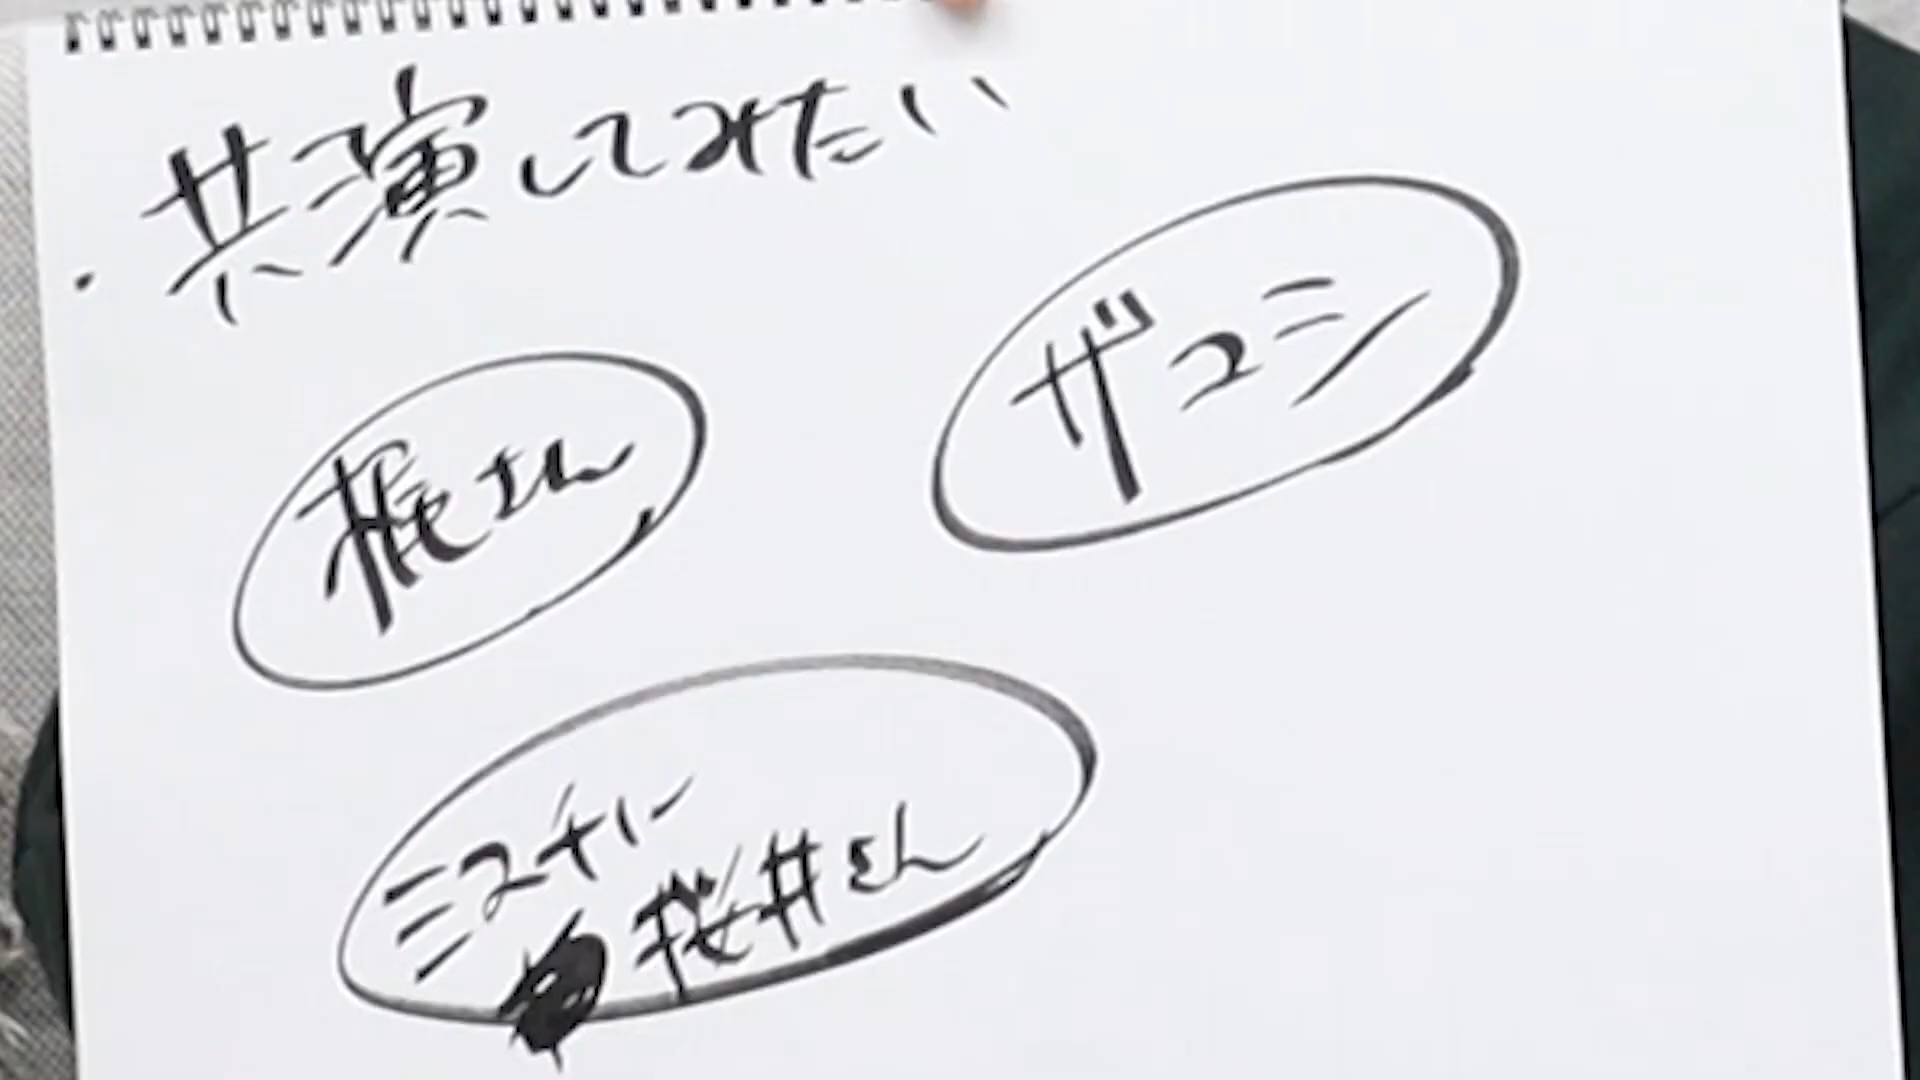 ・共演してみたい
ザコシ
梶さん
ミスチル
桜井さん